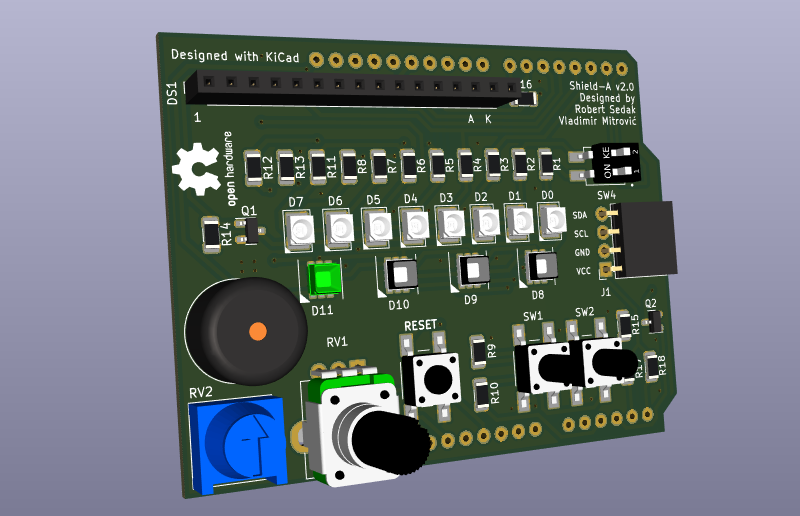 Designed with KiCad
DS1
16
1
A K
Shield-A v2.0
Designed by
Robert Sedak
Vladimir Mitrović
open hardware
R12
R13
R11
R8
R7
R6
R5
R4
R3
R2
R1
ON KE
1
2
SW4
R14
Q1
D7
D6
D5
D4
D3
D2
D1
D0
SDA
SCL
GND
VCC
J1
D11
D10
D9
D8
RV1
RESET
SW1
SW2
Q2
R15
R9
R10
R18
RV2